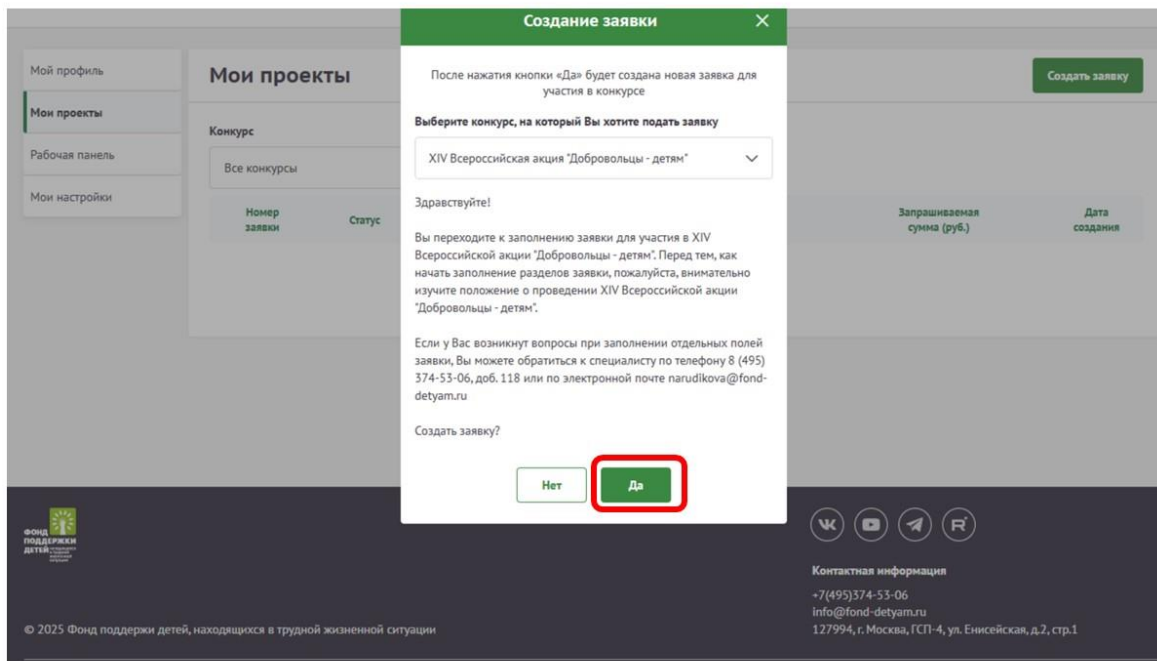 Создание заявки
Мой профиль
Мои проекты
Рабочая панель
Мои настройки
Мои проекты
Создать заявку
Конкурс
Все конкурсы
Номер
заявки
Статус
Запрашиваемая
сумма (руб.)
Дата
создания
После нажатия кнопки «Да» будет создана новая заявка для
участия в конкурсе
Выберите конкурс, на который Вы хотите подать заявку
XIV Всероссийская акция "Добровольцы - детям"
Здравствуйте!
Вы переходите к заполнению заявки для участия в XIV
Всероссийской акции "Добровольцы - детям". Перед тем, как
начать заполнение разделов заявки, пожалуйста, внимательно
изучите положение о проведении XIV Всероссийской акции
"Добровольцы - детям".
Если у Вас возникнут вопросы при заполнении отдельных полей
заявки, Вы можете обратиться к специалисту по телефону 8 (495)
374-53-06, доб. 118 или по электронной почте narudikova@fond-
detyam.ru
Создать заявку?
Нет
Да
ФОНД
ПОДДЕРЖКИ
ДЕТЕЙ
Контактная информация
+7(495)374-53-06
info@fond-detyam.ru
127994, г. Москва, ГСП-4, ул. Енисейская, д.2, стр.1
© 2025 Фонд поддержи детей, находящихся в трудной жизненной ситуации